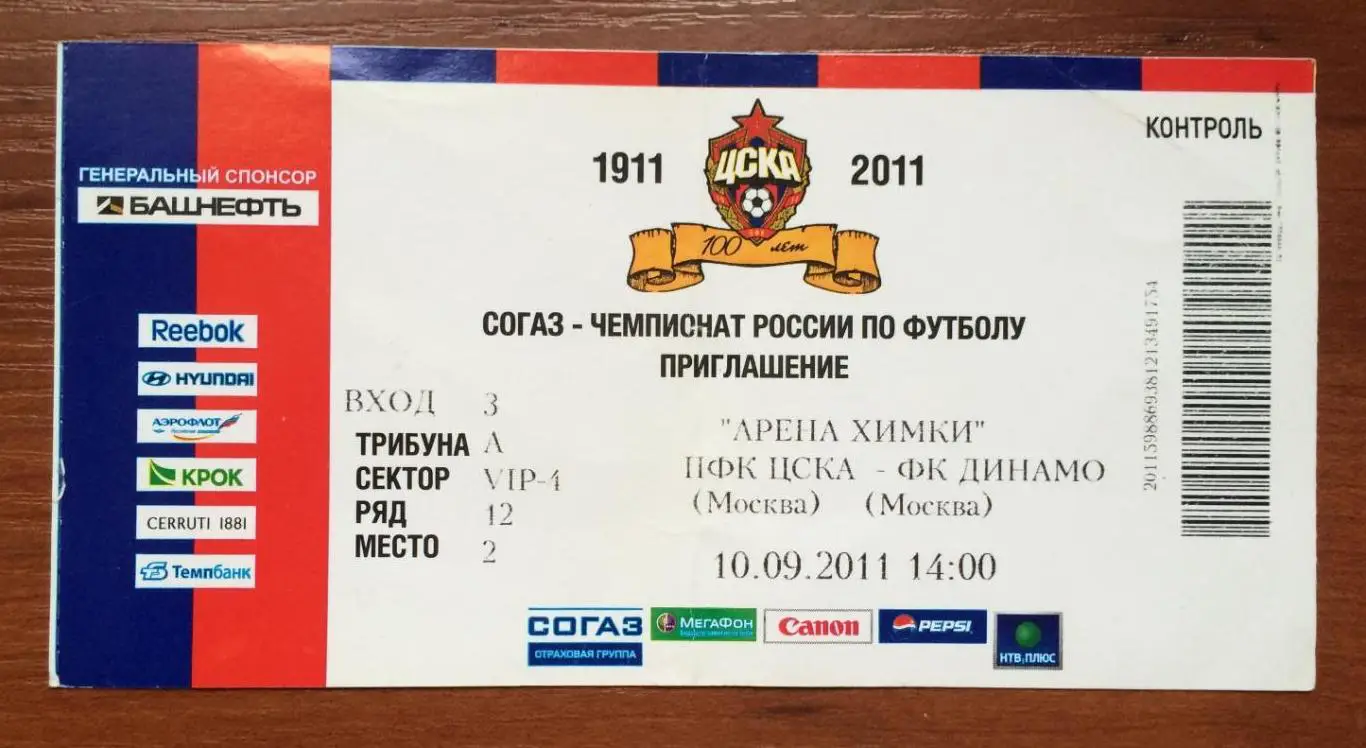 ГЕНЕРАЛЬНЫЙ СПОНСОР
БАШНЕФТЬ
Reebok
HYUNDAI
АЭРОФЛОТ
КРОК
CERRUTI 1881
Темпбанк
КОНТРОЛЬ
1911 ЦСКА 2011
100 лет
СОГАЗ - ЧЕМПИОНАТ РОССИИ ПО ФУТБОЛУ
ПРИГЛАШЕНИЕ
ВХОД 3
ТРИБУНА А
СЕКТОР VIP-4
РЯД 12
МЕСТО 2
"АРЕНА ХИМКИ"
ПФК ЦСКА - ФК ДИНАМО
(Москва) (Москва)
10.09.2011 14:00
2011598869381213491754
СОГАЗ
СТРАХОВАЯ ГРУППА
МЕГАФОН
Canon
PEPSI
НТВ ПЛЮС